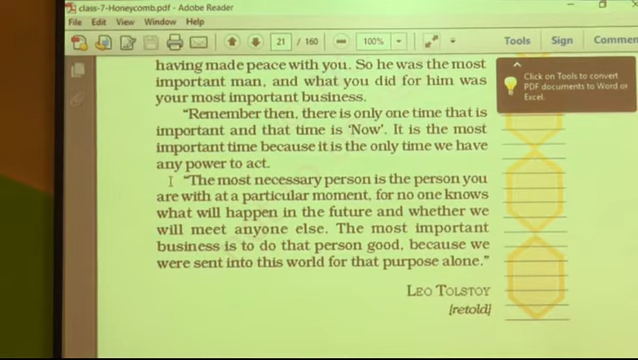 class-7-Honeycomb.pdf - Adobe Reader
File Edit View Window Help
21 / 160 100% Tools Sign Commen
having made peace with you. So he was the most
important man, and what you did for him was
your most important business.
“Remember then, there is only one time that is
important and that time is ‘Now’. It is the most
important time because it is the only time we have
any power to act.
“The most necessary person is the person you
are with at a particular moment, for no one knows
what will happen in the future and whether we
will meet anyone else. The most important
business is to do that person good, because we
were sent into this world for that purpose alone.”
LEO TOLSTOY
[retold]
Click on Tools to convert
PDF documents to Word or
Excel.